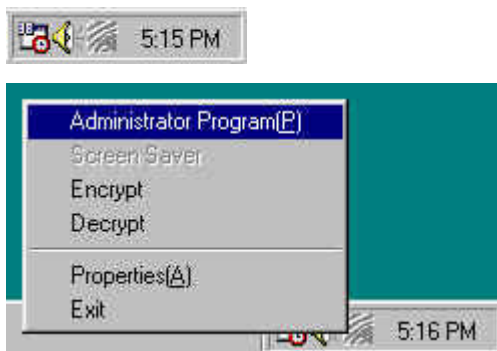 5:15 PM
Administrator Program(P)
Screen Saver
Encrypt
Decrypt
Properties(A)
Exit
5:16 PM